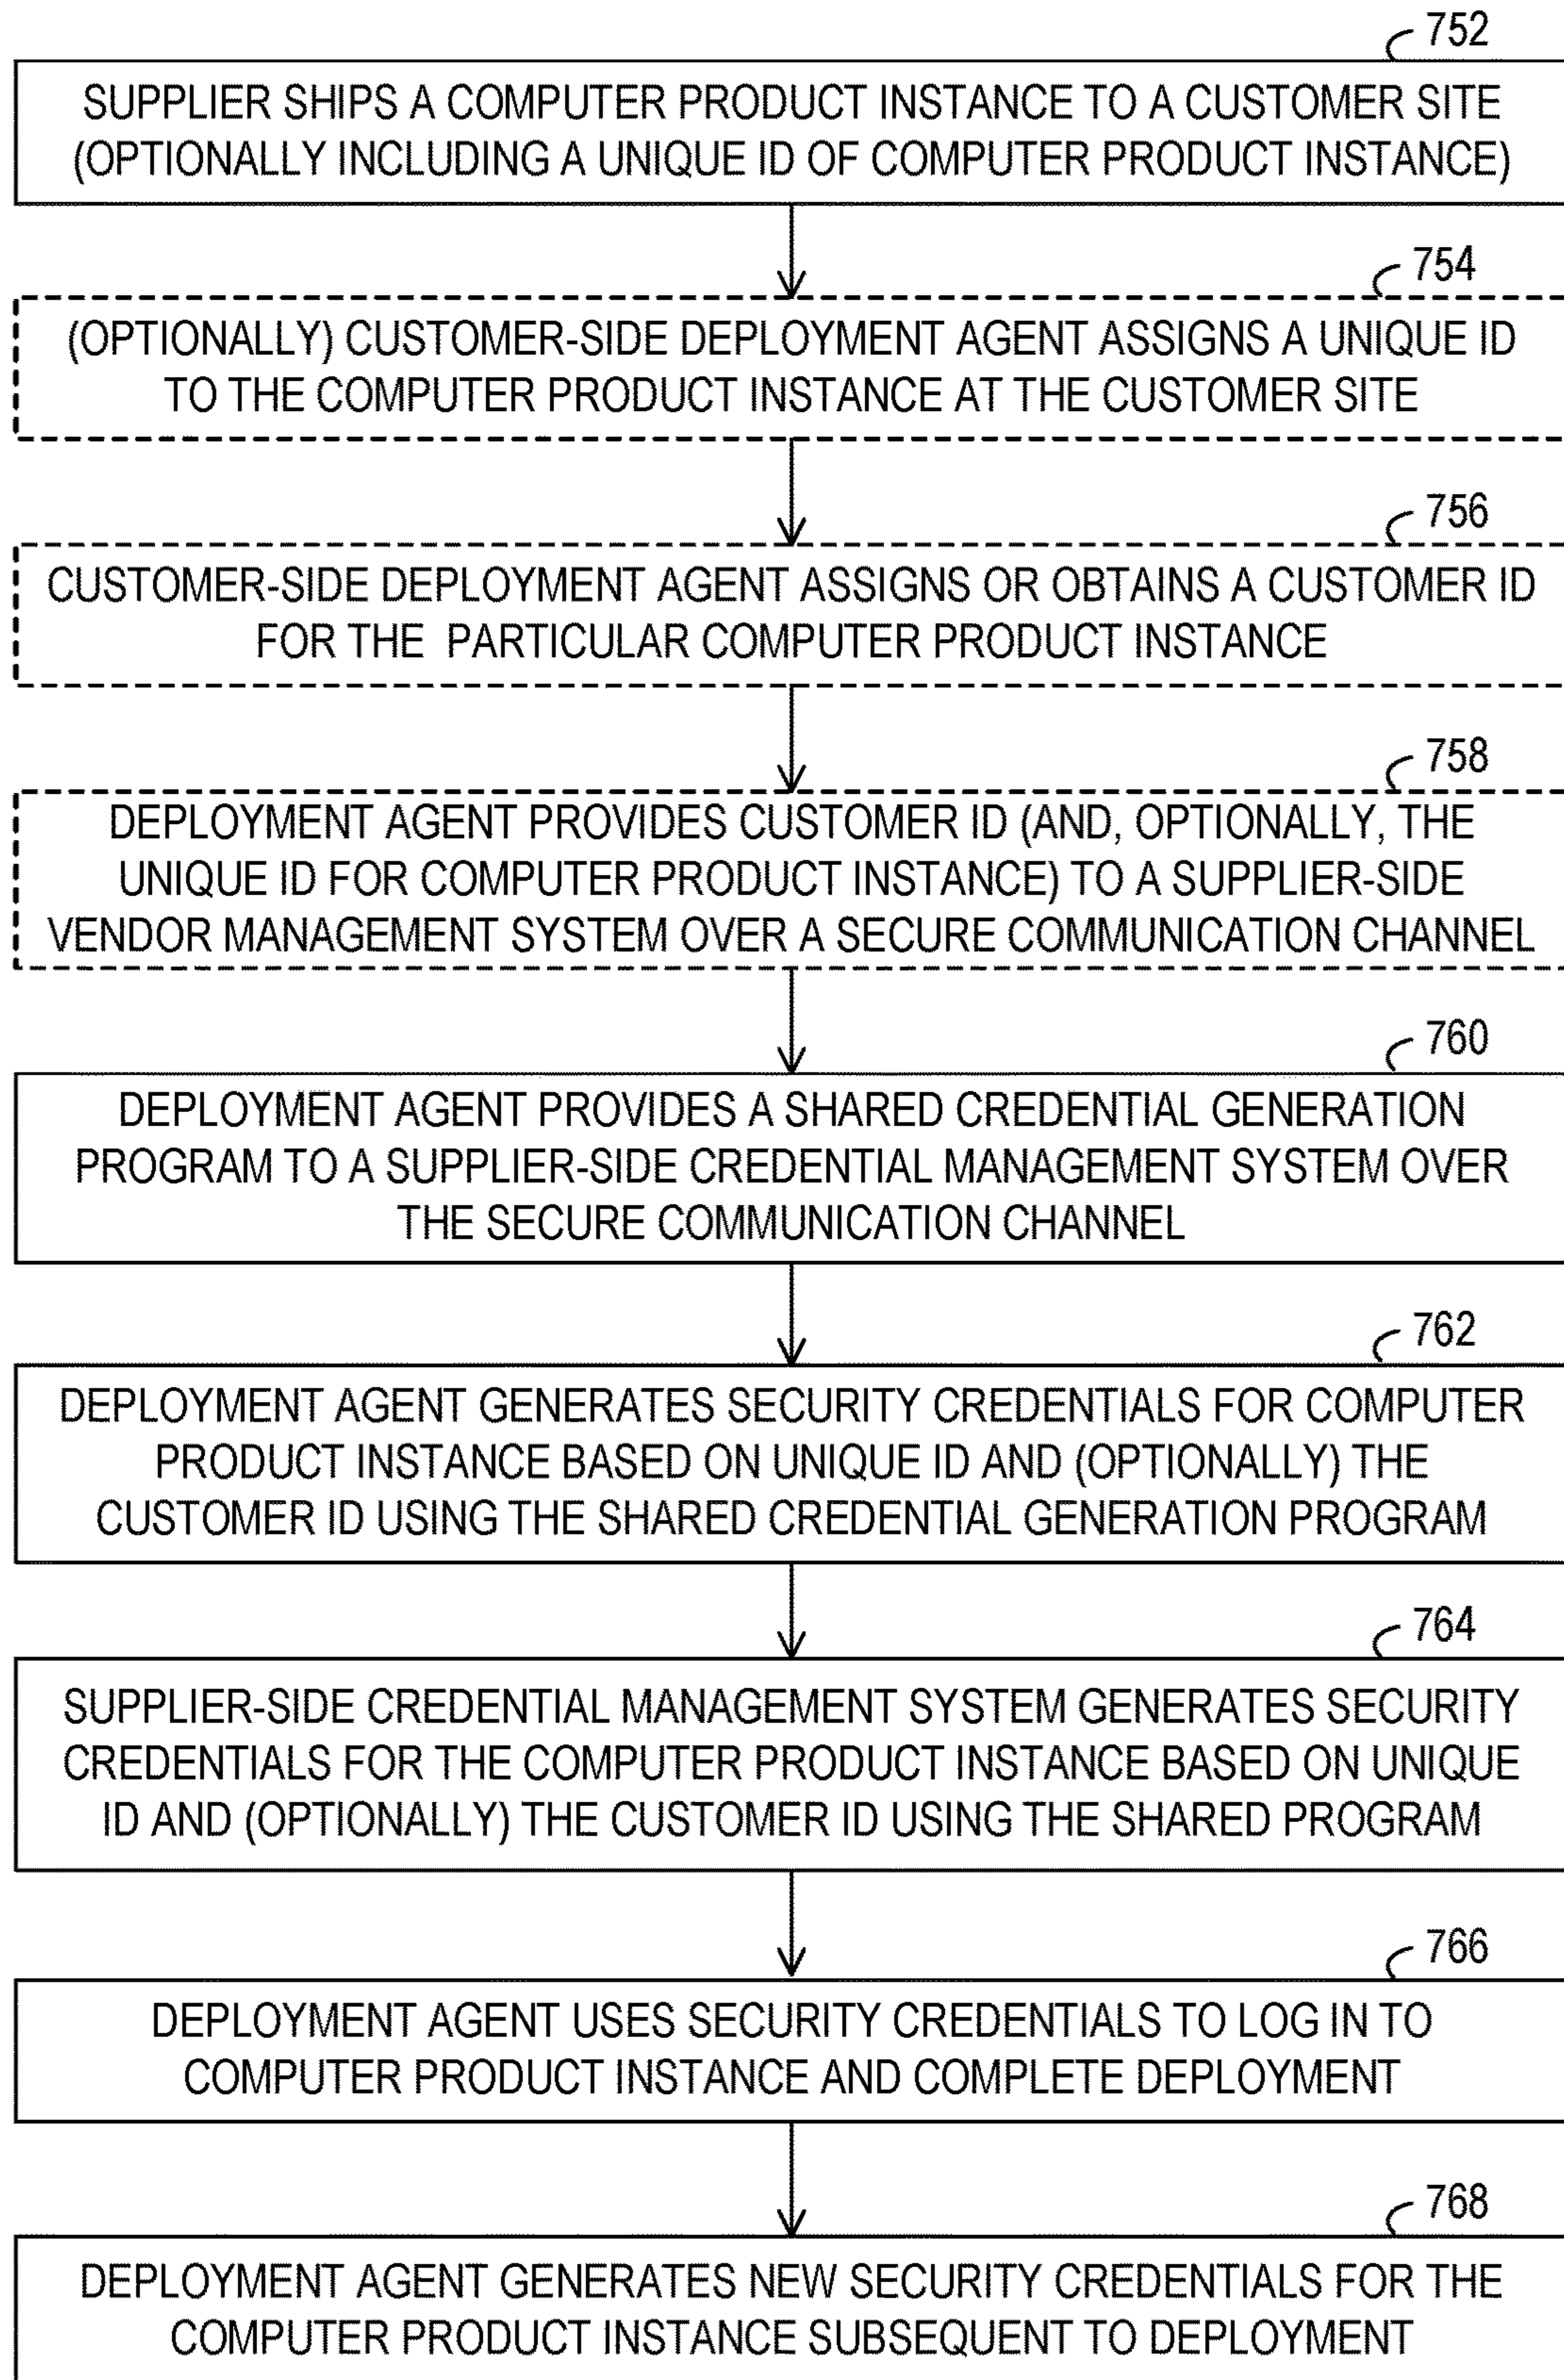 752
SUPPLIER SHIPS A COMPUTER PRODUCT INSTANCE TO A CUSTOMER SITE
(OPTIONALLY INCLUDING A UNIQUE ID OF COMPUTER PRODUCT INSTANCE)
754
(OPTIONALLY) CUSTOMER-SIDE DEPLOYMENT AGENT ASSIGNS A UNIQUE ID
TO THE COMPUTER PRODUCT INSTANCE AT THE CUSTOMER SITE
756
CUSTOMER-SIDE DEPLOYMENT AGENT ASSIGNS OR OBTAINS A CUSTOMER ID
FOR THE PARTICULAR COMPUTER PRODUCT INSTANCE
758
DEPLOYMENT AGENT PROVIDES CUSTOMER ID (AND, OPTIONALLY, THE
UNIQUE ID FOR COMPUTER PRODUCT INSTANCE) TO A SUPPLIER-SIDE
VENDOR MANAGEMENT SYSTEM OVER A SECURE COMMUNICATION CHANNEL
760
DEPLOYMENT AGENT PROVIDES A SHARED CREDENTIAL GENERATION
PROGRAM TO A SUPPLIER-SIDE CREDENTIAL MANAGEMENT SYSTEM OVER
THE SECURE COMMUNICATION CHANNEL
762
DEPLOYMENT AGENT GENERATES SECURITY CREDENTIALS FOR COMPUTER
PRODUCT INSTANCE BASED ON UNIQUE ID AND (OPTIONALLY) THE
CUSTOMER ID USING THE SHARED CREDENTIAL GENERATION PROGRAM
764
SUPPLIER-SIDE CREDENTIAL MANAGEMENT SYSTEM GENERATES SECURITY
CREDENTIALS FOR THE COMPUTER PRODUCT INSTANCE BASED ON UNIQUE
ID AND (OPTIONALLY) THE CUSTOMER ID USING THE SHARED PROGRAM
766
DEPLOYMENT AGENT USES SECURITY CREDENTIALS TO LOG IN TO
COMPUTER PRODUCT INSTANCE AND COMPLETE DEPLOYMENT
768
DEPLOYMENT AGENT GENERATES NEW SECURITY CREDENTIALS FOR THE
COMPUTER PRODUCT INSTANCE SUBSEQUENT TO DEPLOYMENT